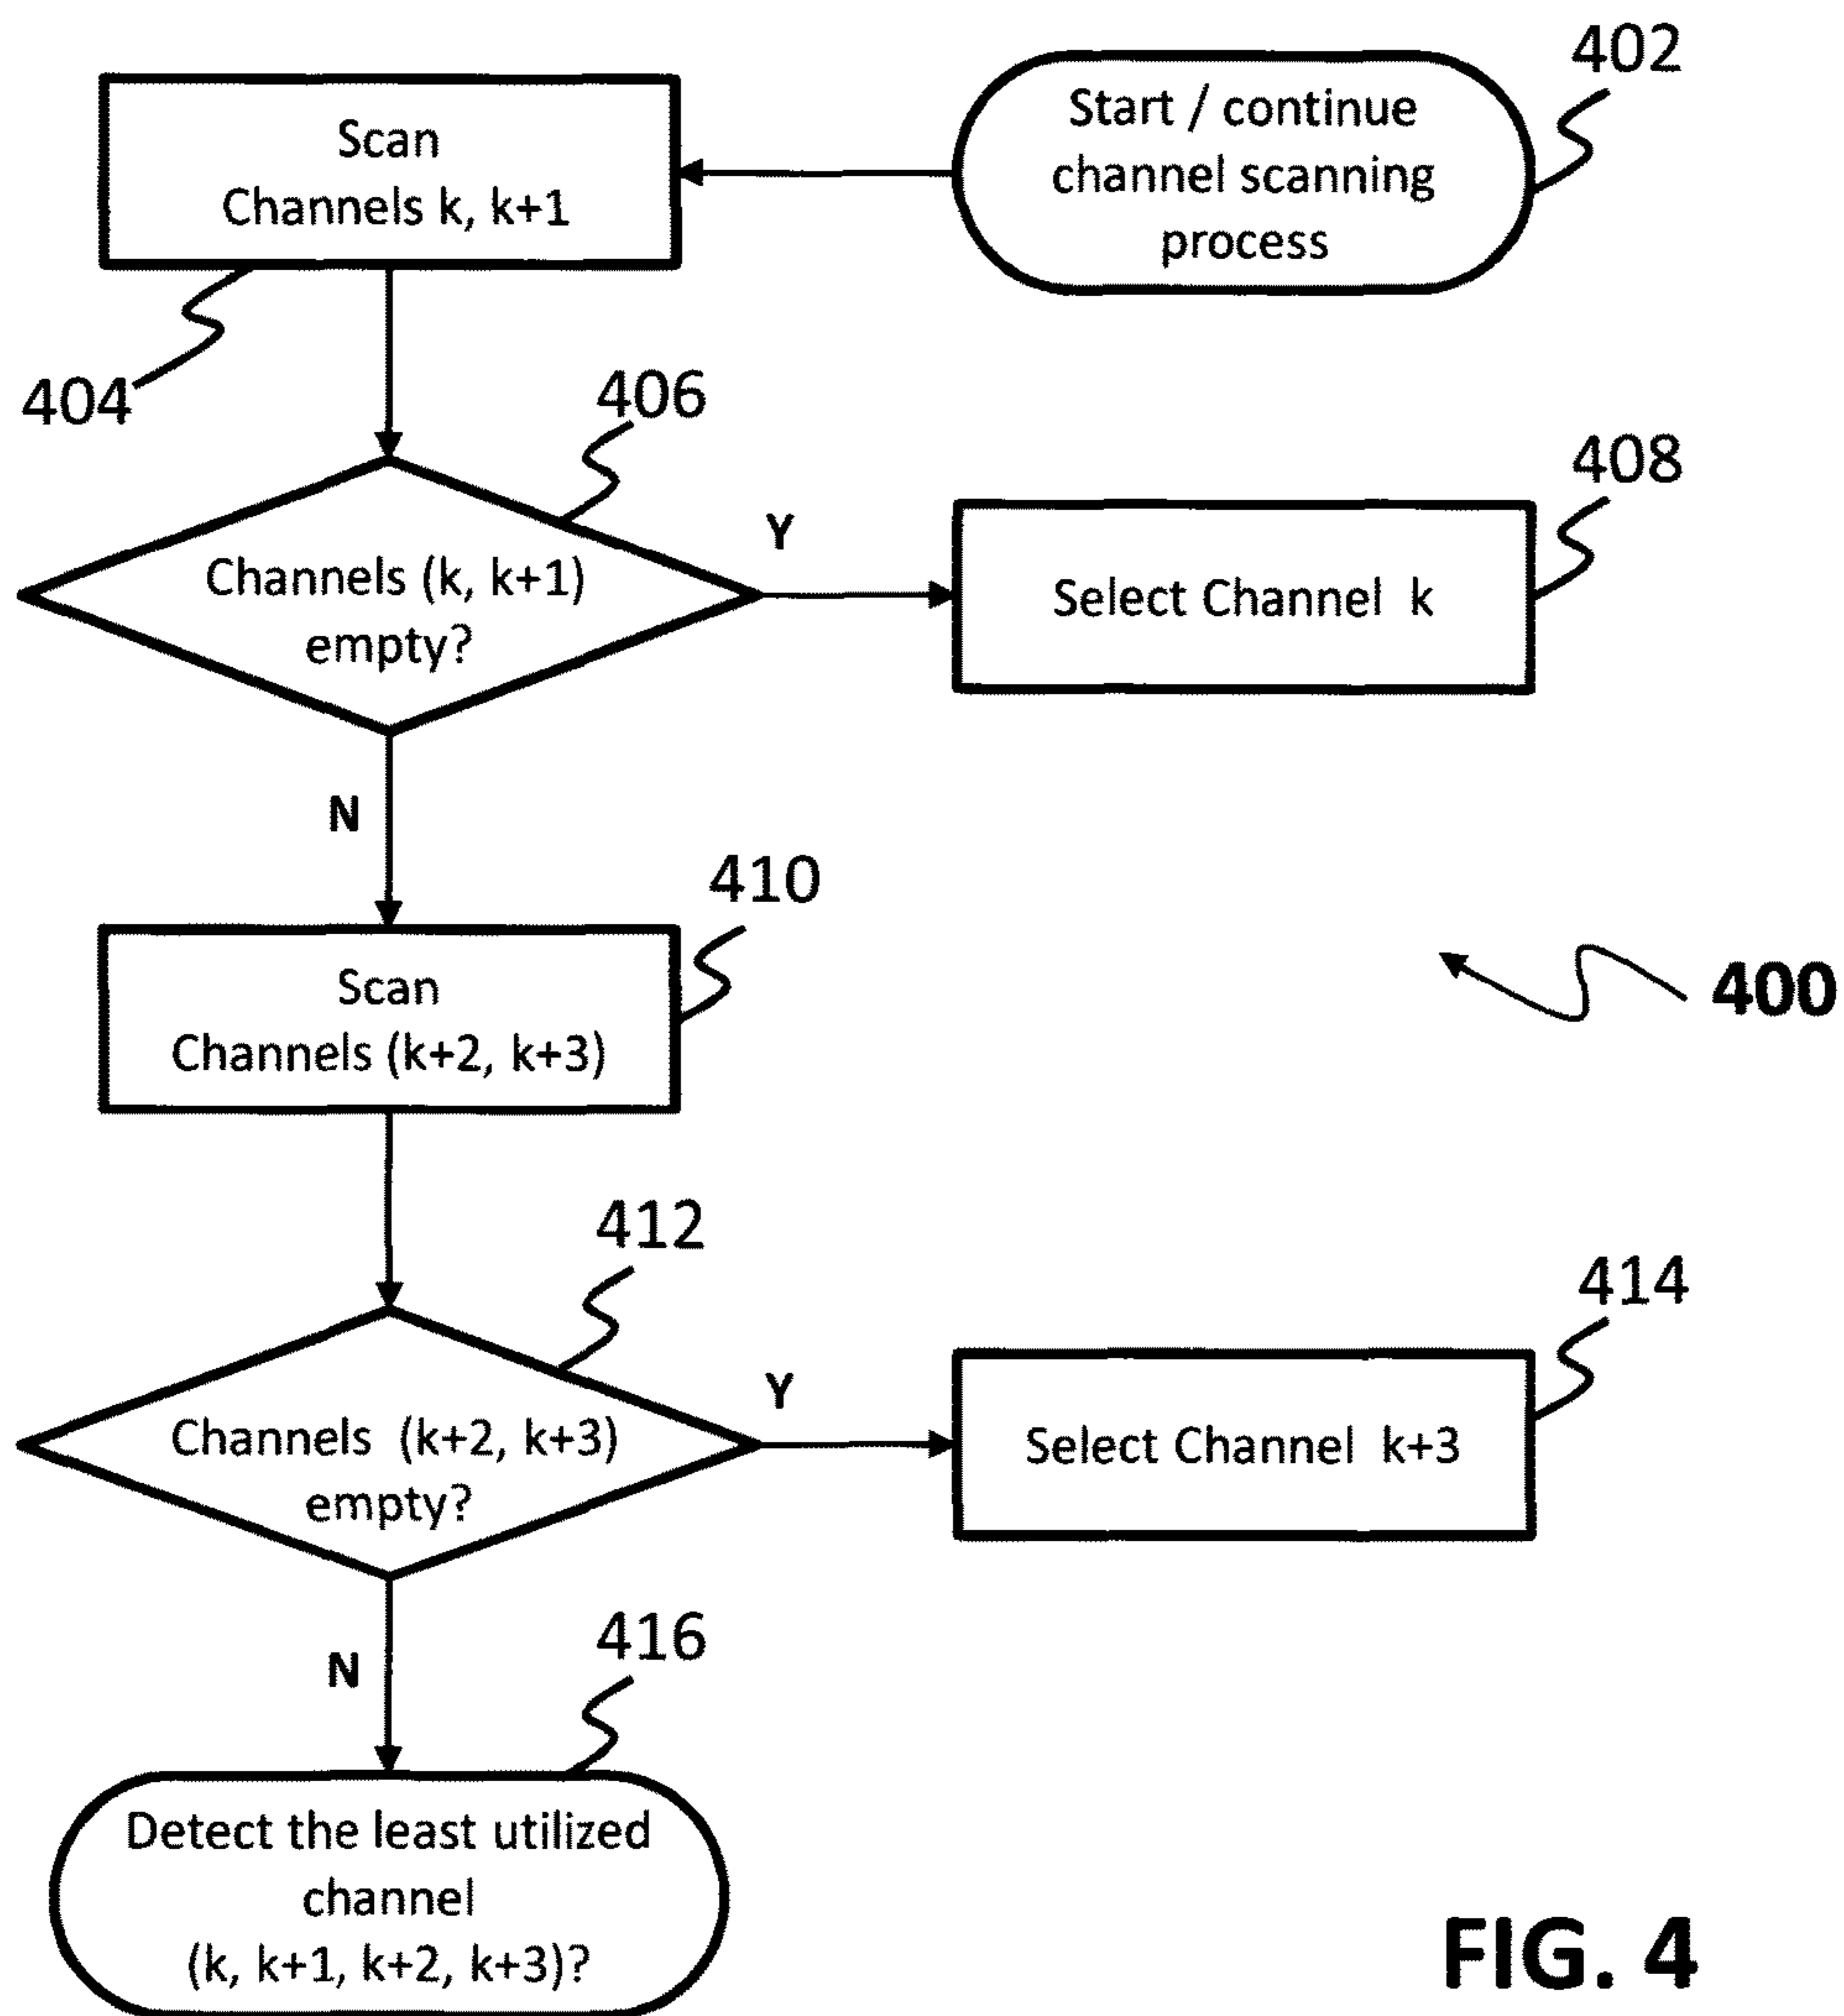 402
Start / continue
channel scanning
process
Scan
Channels k, k+1
404
406
Channels (k, k+1)
empty?
Y
408
Select Channel k
N
410
Scan
Channels (k+2, k+3)
400
412
Channels (k+2, k+3)
empty?
Y
414
Select Channel k+3
N
416
Detect the least utilized
channel
(k, k+1, k+2, k+3)?
FIG. 4